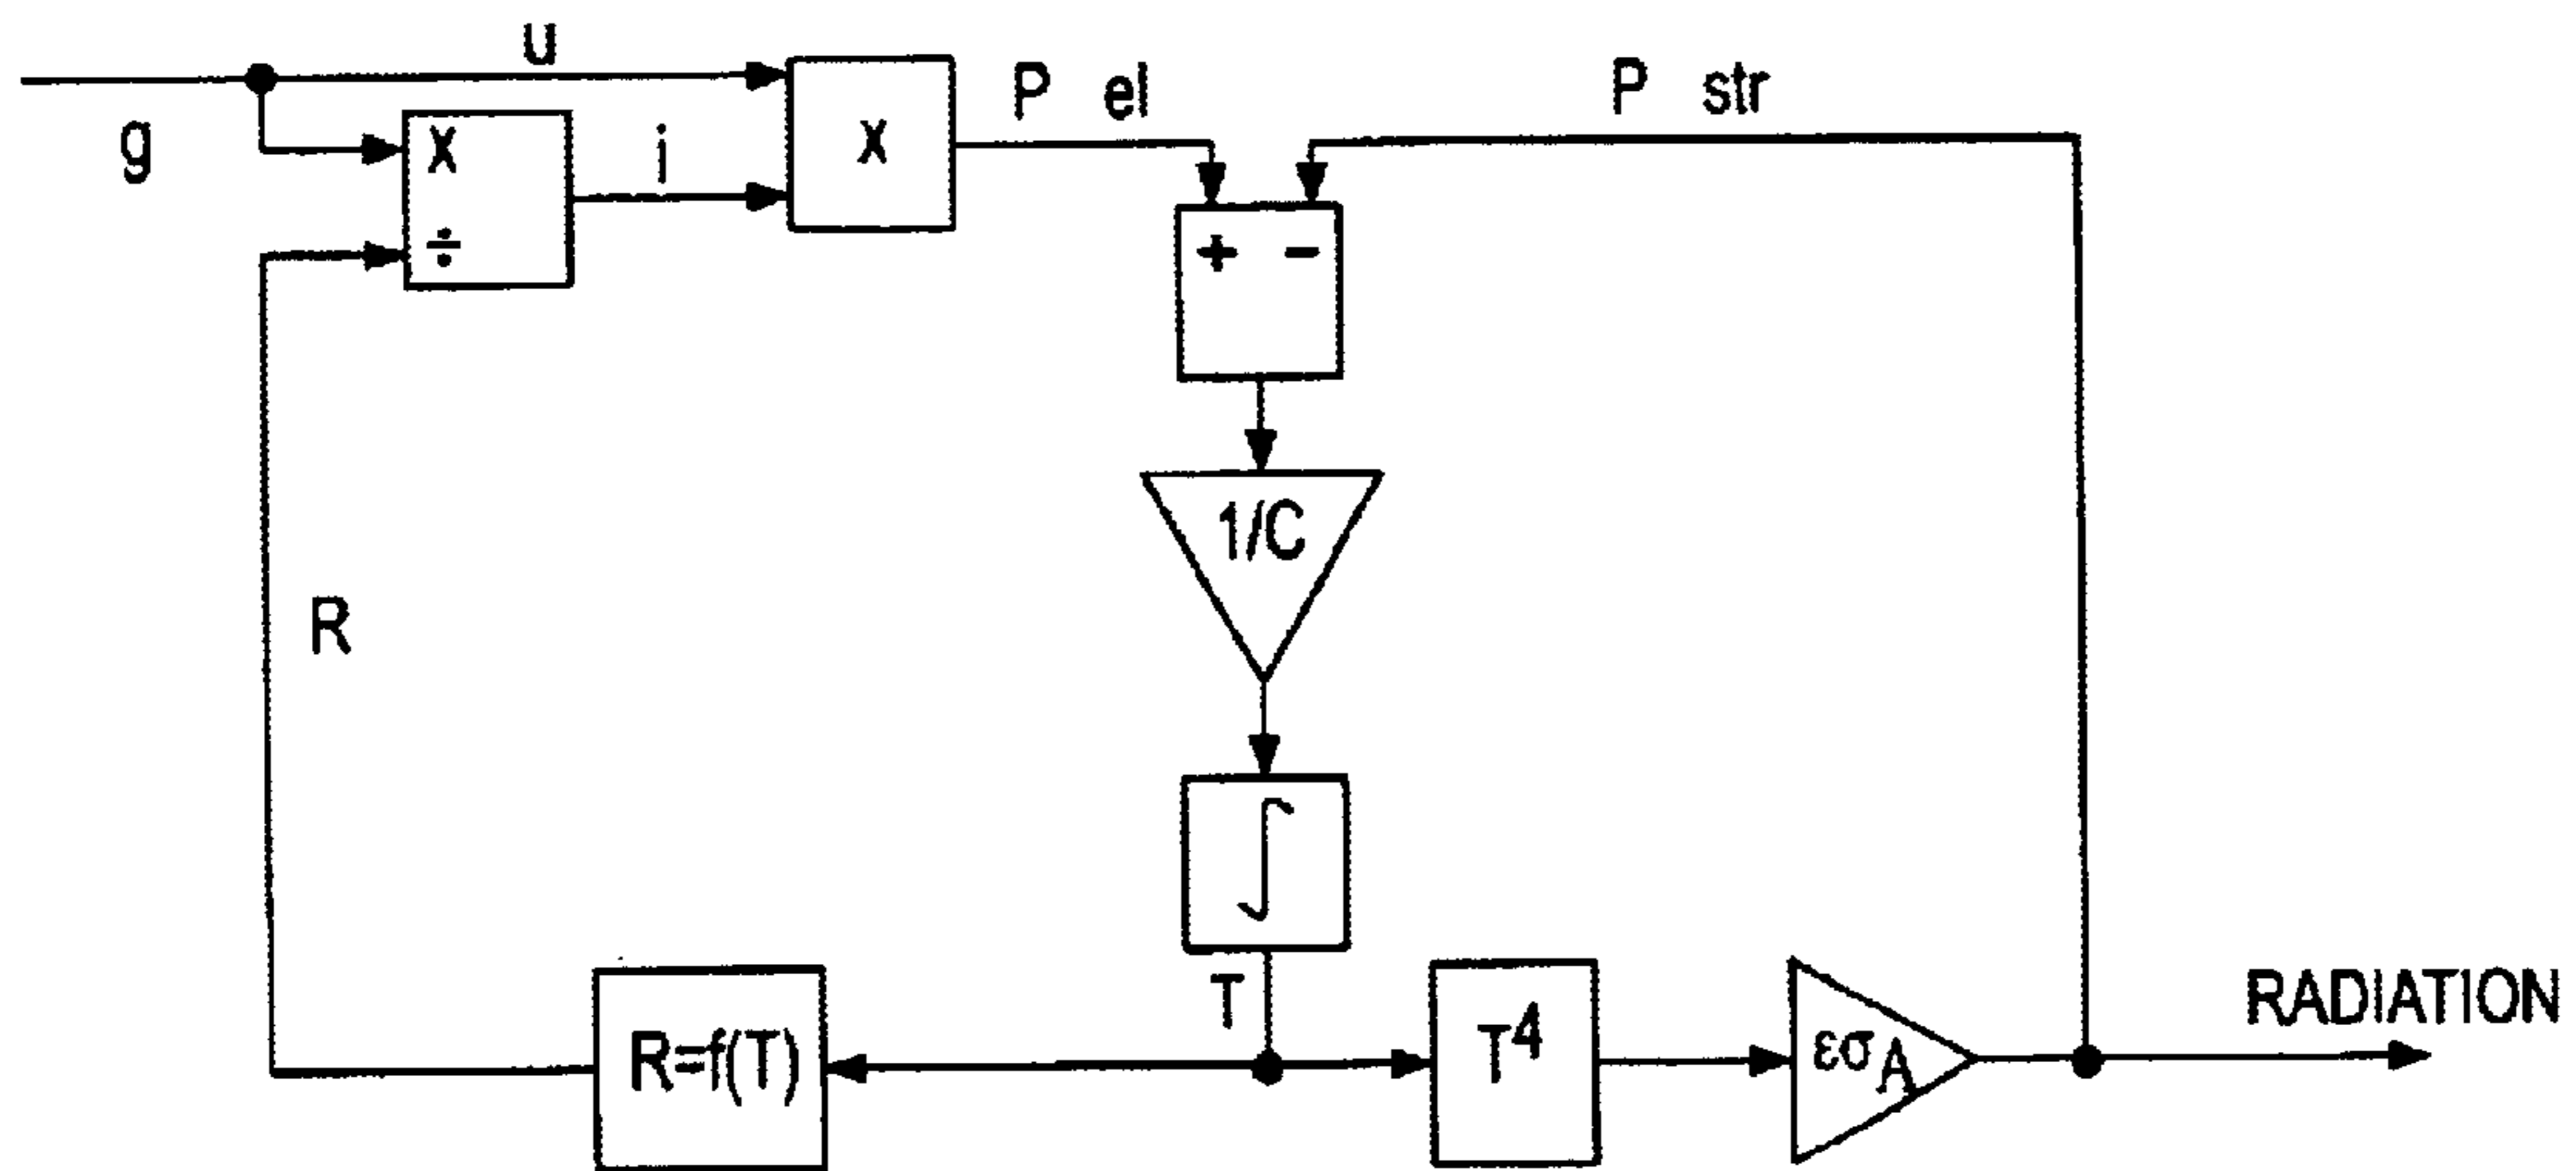 u
g
X
÷
i
x
P el
P str
+ -
1/C
∫
R
T
R=f(T)
T⁴
εσA
RADIATION